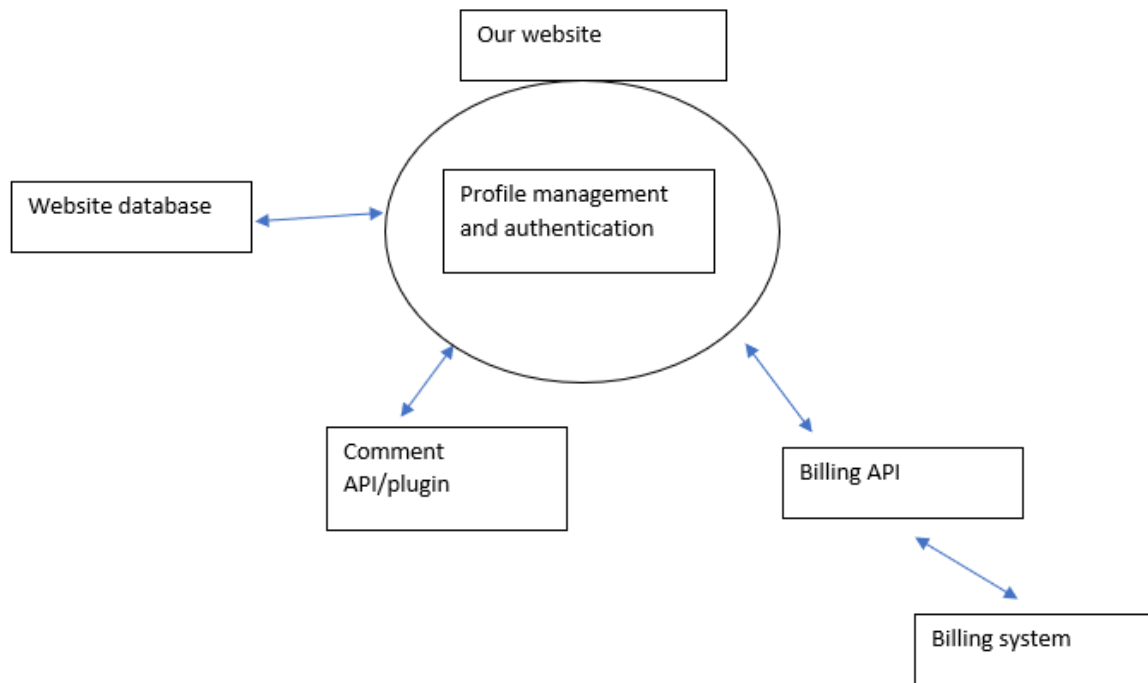 Our website
Profile management
and authentication
Website database
Comment
API/plugin
Billing API
Billing system